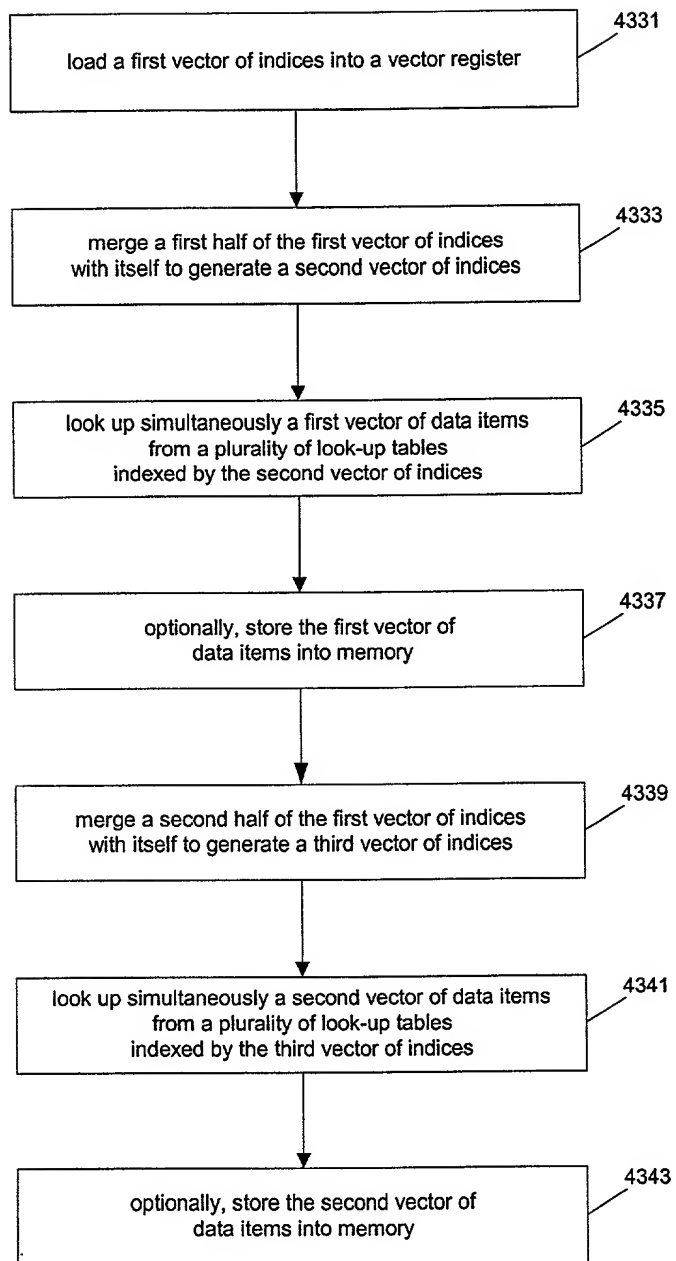 4331
load a first vector of indices into a vector register
4333
merge a first half of the first vector of indices
with itself to generate a second vector of indices
4335
look up simultaneously a first vector of data items
from a plurality of look-up tables
indexed by the second vector of indices
4337
optionally, store the first vector of
data items into memory
4339
merge a second half of the first vector of indices
with itself to generate a third vector of indices
4341
look up simultaneously a second vector of data items
from a plurality of look-up tables
indexed by the third vector of indices
4343
optionally, store the second vector of
data items into memory